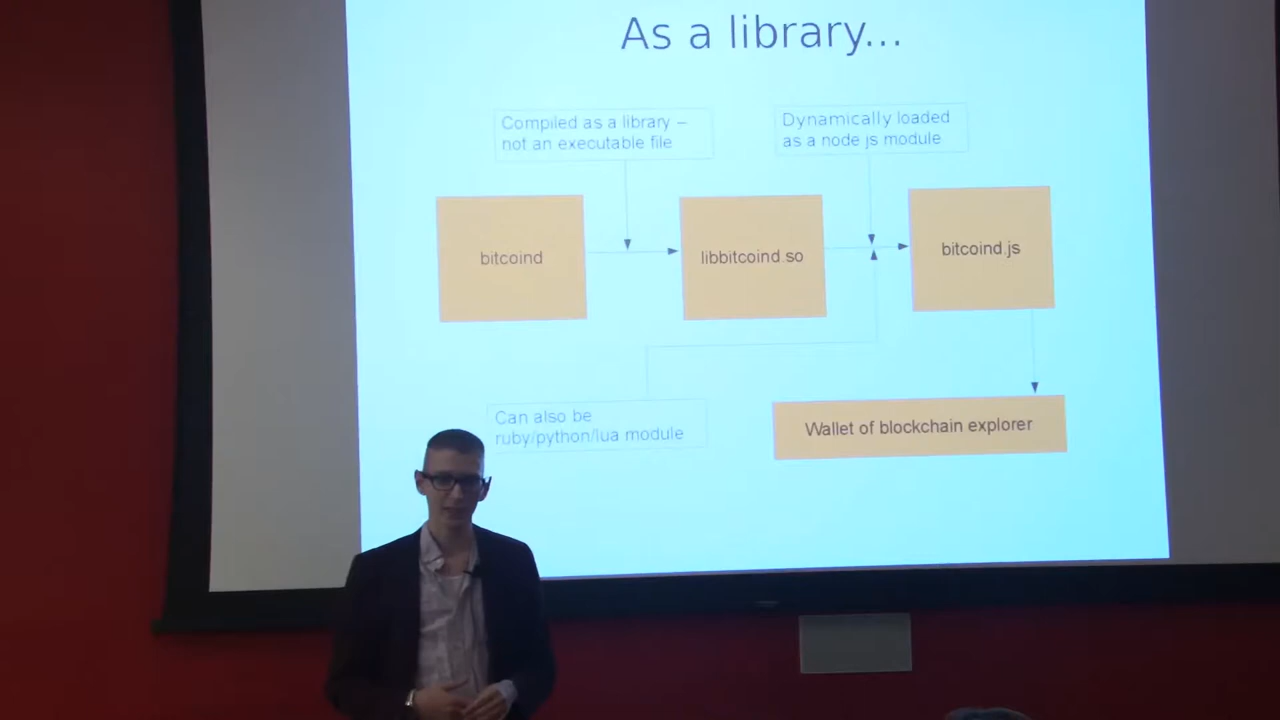 As a library...
Compiled as a library –
not an executable file
Dynamically loaded
as a node js module
bitcoind
libbitcoind.so
bitcoind.js
Can also be
ruby/python/lua module
Wallet of blockchain explorer